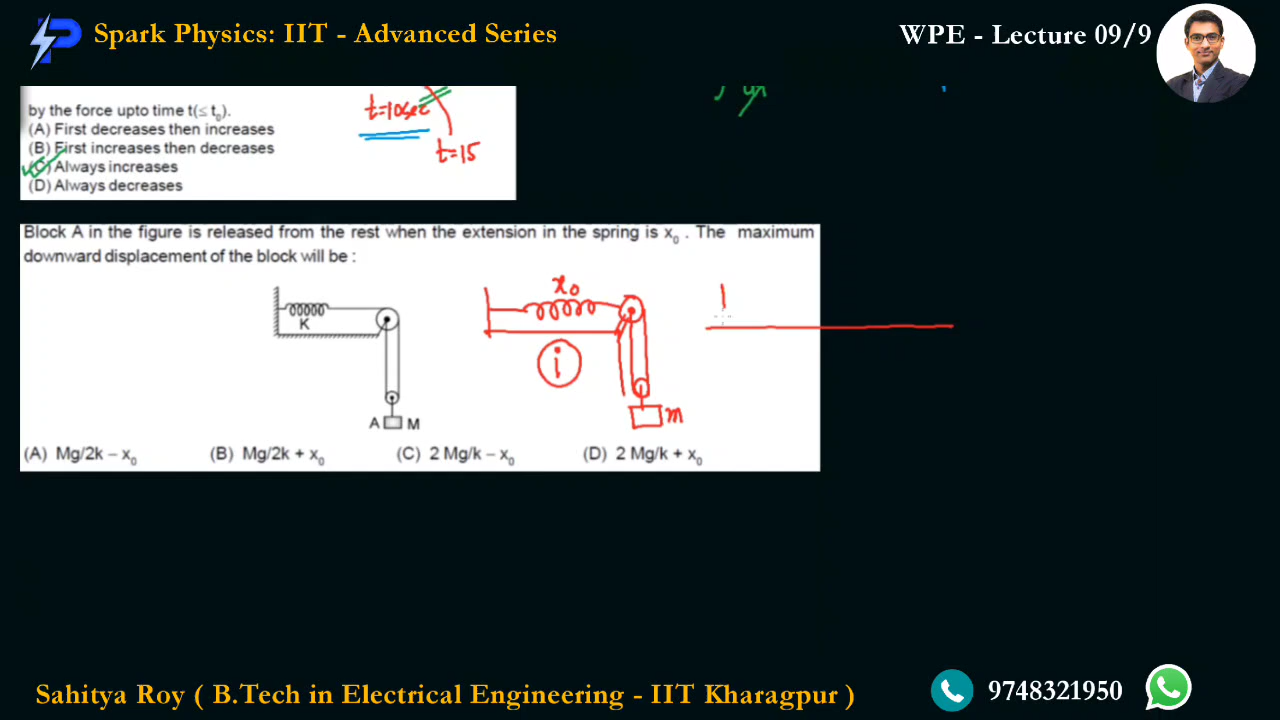 Spark Physics: IIT - Advanced Series
WPE - Lecture 09/9
by the force upto time t(≤ t₀).
(A) First decreases then increases
(B) First increases then decreases
(C) Always increases
(D) Always decreases
t=10sec
t=15
Block A in the figure is released from the rest when the extension in the spring is x₀ . The maximum
downward displacement of the block will be :
K
A M
x₀
i
m
(A) Mg/2k – x₀ (B) Mg/2k + x₀ (C) 2 Mg/k – x₀ (D) 2 Mg/k + x₀
Sahitya Roy ( B.Tech in Electrical Engineering - IIT Kharagpur )
9748321950